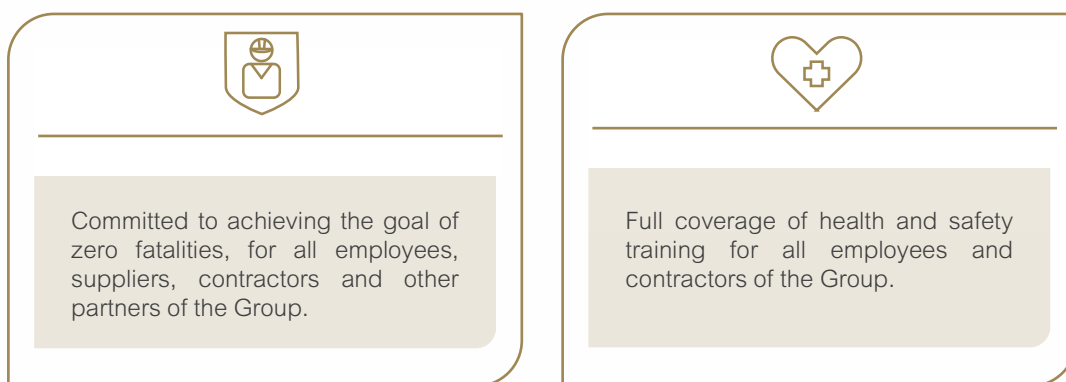 Committed to achieving the goal of
zero fatalities, for all employees,
suppliers, contractors and other
partners of the Group.
Full coverage of health and safety
training for all employees and
contractors of the Group.